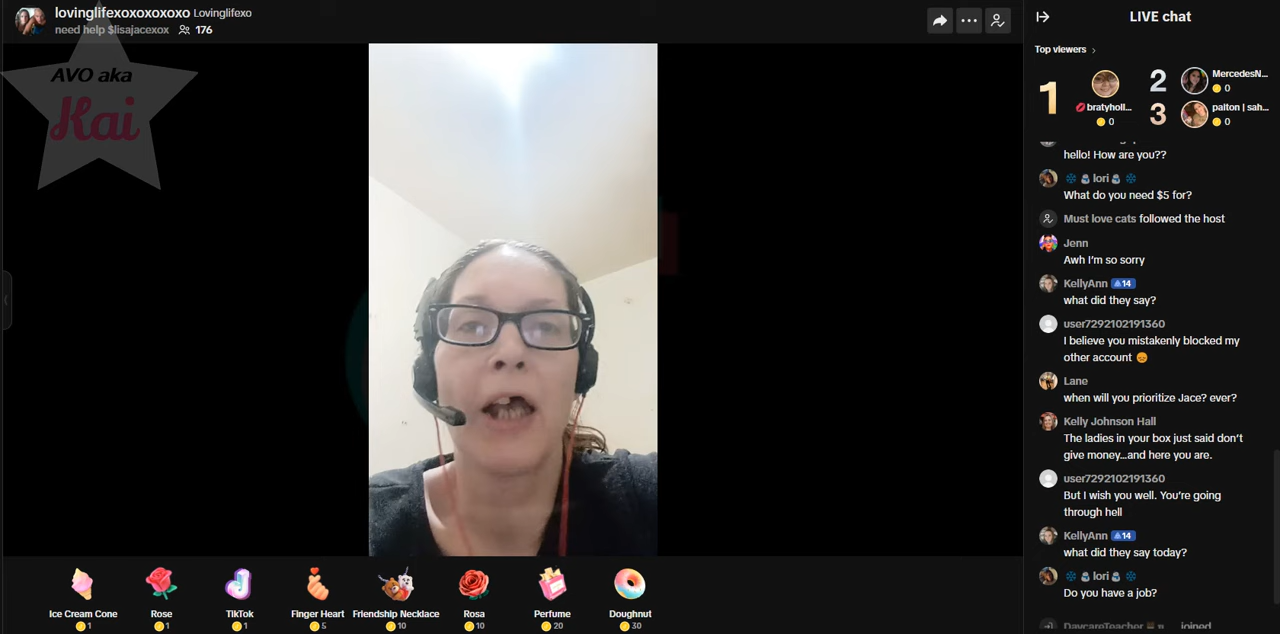 lovinglifexoxoxoxoxo Lovinglifexo
need help $lisajacexox 176
AVO aka
Kai
LIVE chat
Top viewers
1
bratyholl...
0
2
MercedesN...
0
3
paiton | sah...
0
hello! How are you??
lori
What do you need $5 for?
Must love cats followed the host
Jenn
Awh I'm so sorry
KellyAnn 14
what did they say?
user7292102191360
I believe you mistakenly blocked my
other account
Lane
when will you prioritize Jace? ever?
Kelly Johnson Hall
The ladies in your box just said don't
give money...and here you are.
user7292102191360
But I wish you well. You're going
through hell
KellyAnn 14
what did they say today?
lori
Do you have a job?
DaycareTeacher joined
Ice Cream Cone
1
Rose
1
TikTok
1
Finger Heart
5
Friendship Necklace
10
Rosa
10
Perfume
20
Doughnut
30